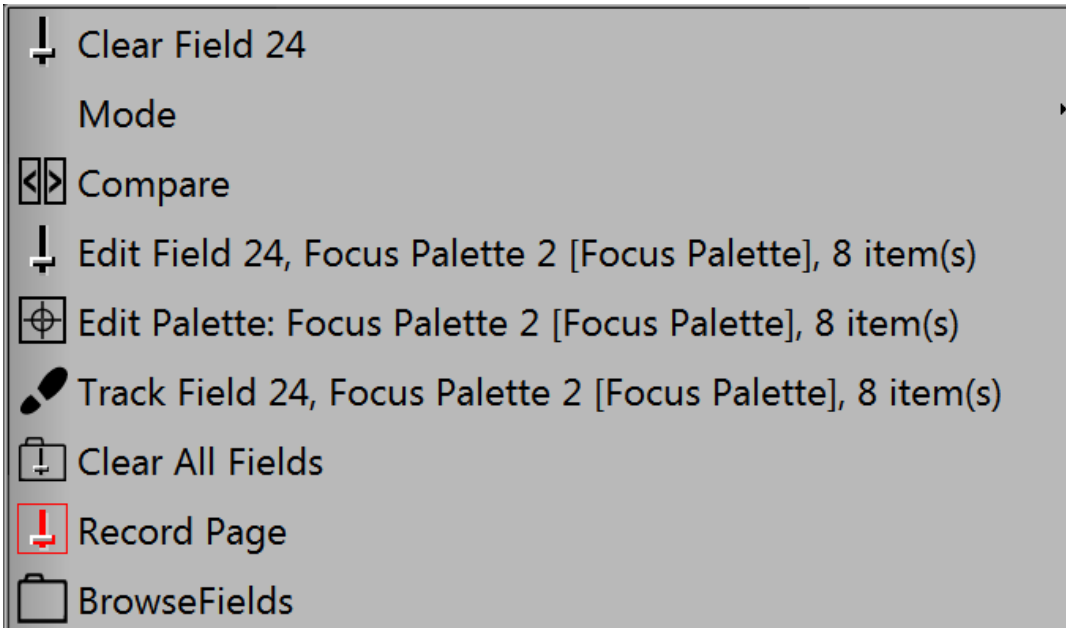 Clear Field 24
Mode
Compare
Edit Field 24, Focus Palette 2 [Focus Palette], 8 item(s)
Edit Palette: Focus Palette 2 [Focus Palette], 8 item(s)
Track Field 24, Focus Palette 2 [Focus Palette], 8 item(s)
Clear All Fields
Record Page
BrowseFields